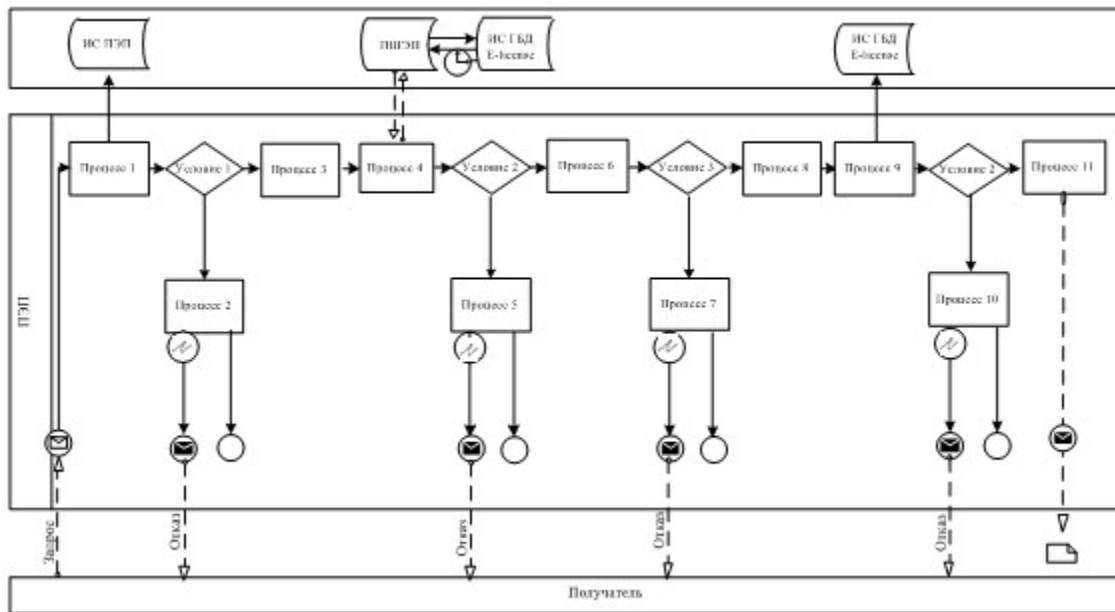 ИС ПЭП
ПШЭП
ИС ГБД
E-license
ИС ГБД
E-license
ПЭП
Процесс 1
Условие 1
Процесс 3
Процесс 4
Условие 2
Процесс 6
Условие 3
Процесс 8
Процесс 9
Условие 2
Процесс 11
Процесс 2
Процесс 5
Процесс 7
Процесс 10
Запрос
Отказ
Отказ
Отказ
Отказ
Получатель